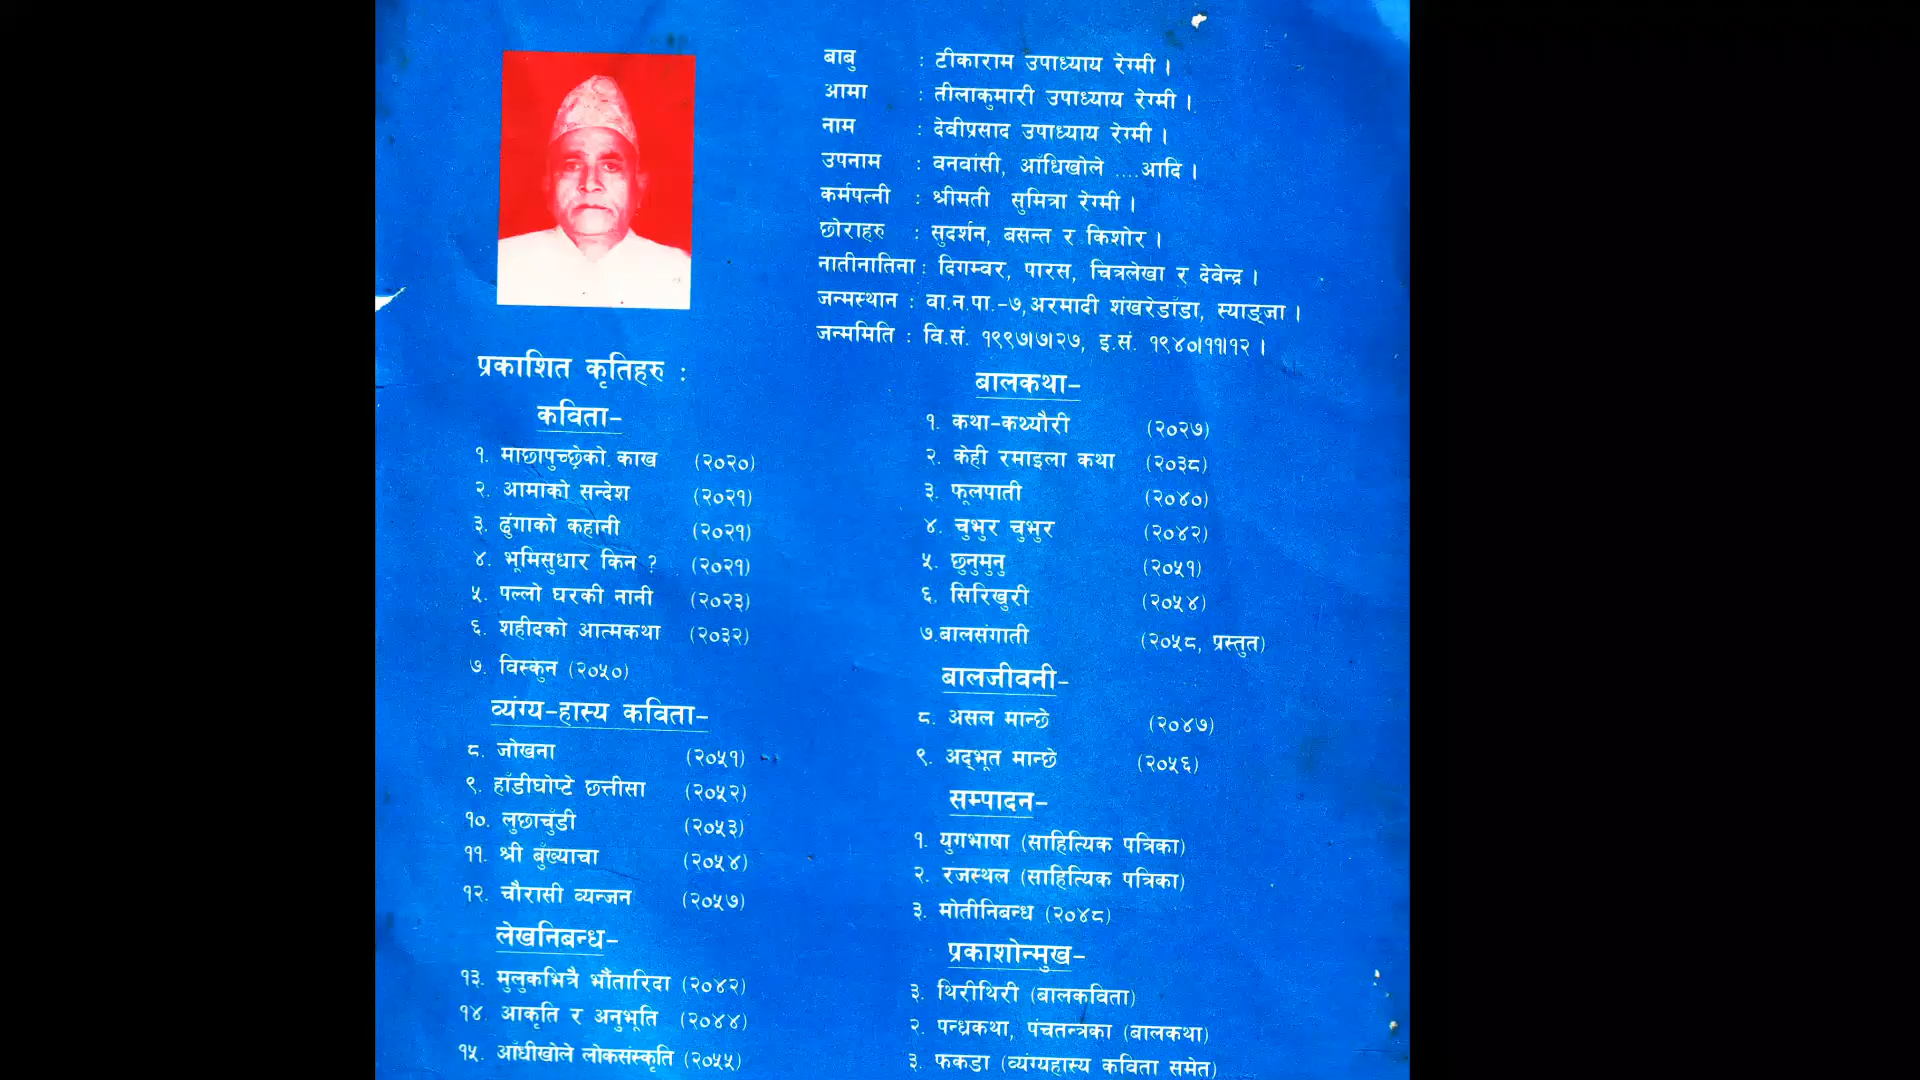 बाबु : टीकाराम उपाध्याय रेग्मी ।
आमा : तीलाकुमारी उपाध्याय रेग्मी ।
नाम : देवीप्रसाद उपाध्याय रेग्मी ।
उपनाम : वनवासी, आँधिखोले ....आदि ।
कर्मपत्नी : श्रीमती सुमित्रा रेग्मी ।
छोराहरु : सुदर्शन, बसन्त र किशोर ।
नातीनातिना : दिगम्वर, पारस, चित्रलेखा र देवेन्द्र ।
जन्मस्थान : वा.न.पा.-७,अरमादी शंखरेडाँडा, स्याङ्जा ।
जन्ममिति : वि.सं. १९९७।७।२७, इ.सं. १९४०।११।१२ ।
प्रकाशित कृतिहरु :
कविता-
१. माछापुच्छ्रेको काख (२०२०)
२. आमाको सन्देश (२०२१)
३. ढुंगाको कहानी (२०२१)
४. भूमिसुधार किन ? (२०२१)
५. पल्लो घरकी नानी (२०२३)
६. शहीदको आत्मकथा (२०३२)
७. विस्कुन (२०५०)
व्यंग्य-हास्य कविता-
८. जोखना (२०५१)
९. हाँडीघोप्टे छत्तीसा (२०५२)
१०. लुछाचुँडी (२०५३)
११. श्री बुँख्याचा (२०५४)
१२. चौरासी व्यन्जन (२०५७)
लेखनिबन्ध-
१३. मुलुकभित्रै भौंतारिदा (२०४२)
१४. आकृति र अनुभूति (२०४४)
१५. आँधीखोले लोकसंस्कृति (२०५५)
बालकथा-
१. कथा-कथ्यौरी (२०२७)
२. केही रमाइला कथा (२०३८)
३. फूलपाती (२०४०)
४. चुभुर चुभुर (२०४२)
५. छुनुमुनु (२०५१)
६. सिरिखुरी (२०५४)
७.बालसंगाती (२०५८, प्रस्तुत)
बालजीवनी-
८. असल मान्छे (२०४७)
९. अद्भूत मान्छे (२०५६)
सम्पादन-
१. युगभाषा (साहित्यिक पत्रिका)
२. रजस्थल (साहित्यिक पत्रिका)
३. मोतीनिबन्ध (२०४८)
प्रकाशोन्मुख-
३. थिरीथिरी (बालकविता)
२. पन्ध्रकथा, पंचतन्त्रका (बालकथा)
३. फकडा (व्यंग्यहास्य कविता समेत)